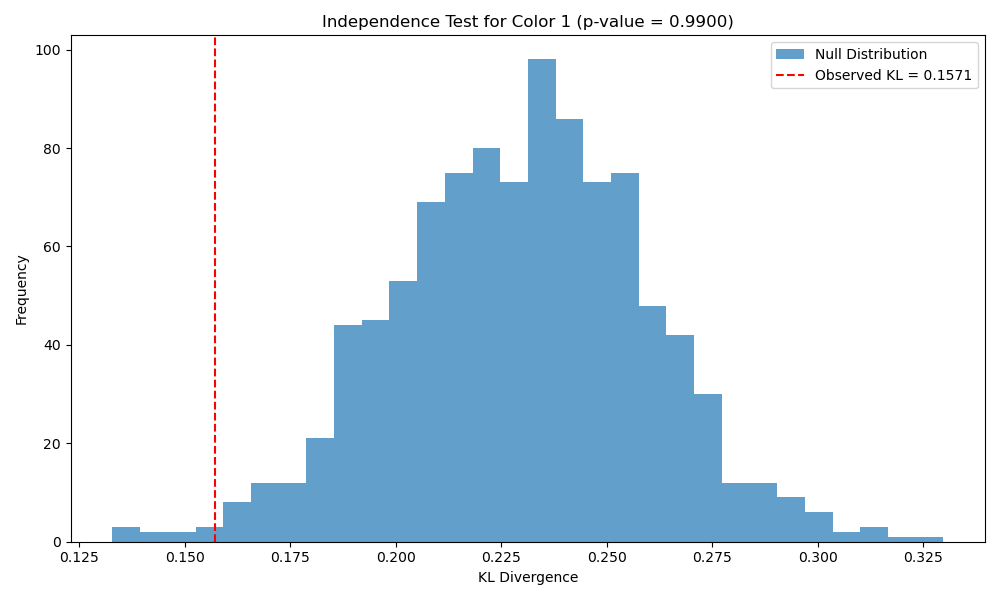 Independence Test for Color 1 (p-value = 0.9900)
Null Distribution
Observed KL = 0.1571
Frequency
100
80
60
40
20
0
0.125 0.150 0.175 0.200 0.225 0.250 0.275 0.300 0.325
KL Divergence